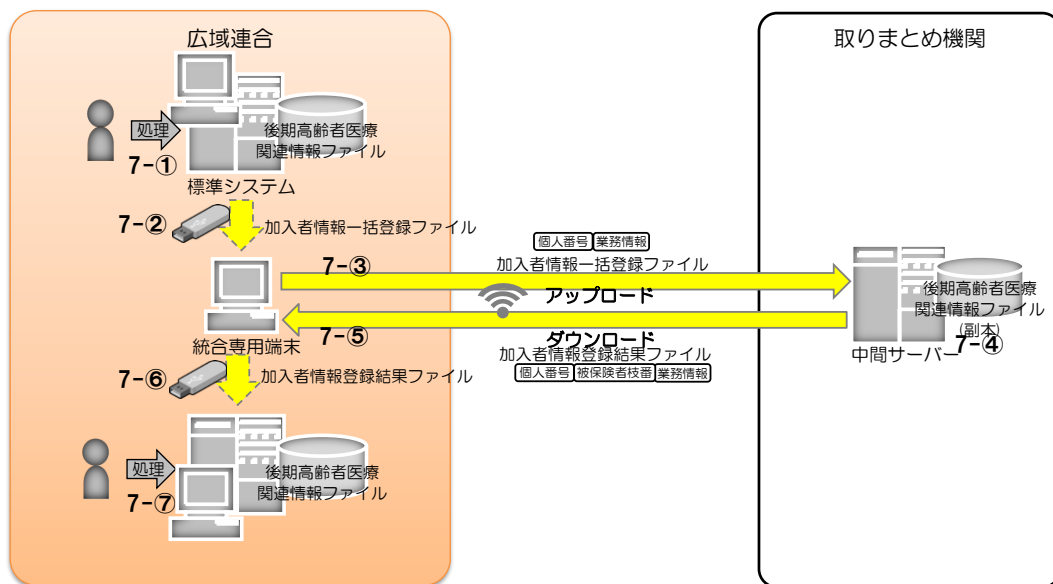 広域連合
処理
7-①
後期高齢者医療
関連情報ファイル
標準システム
7-②
加入者情報一括登録ファイル
統合専用端末
7-③
個人番号 業務情報
加入者情報一括登録ファイル
アップロード
7-⑤
ダウンロード
加入者情報登録結果ファイル
個人番号 被保険者枝番 業務情報
取りまとめ機関
後期高齢者医療
関連情報ファイル
(副本)
7-④
中間サーバー
7-⑥
加入者情報登録結果ファイル
処理
7-⑦
後期高齢者医療
関連情報ファイル